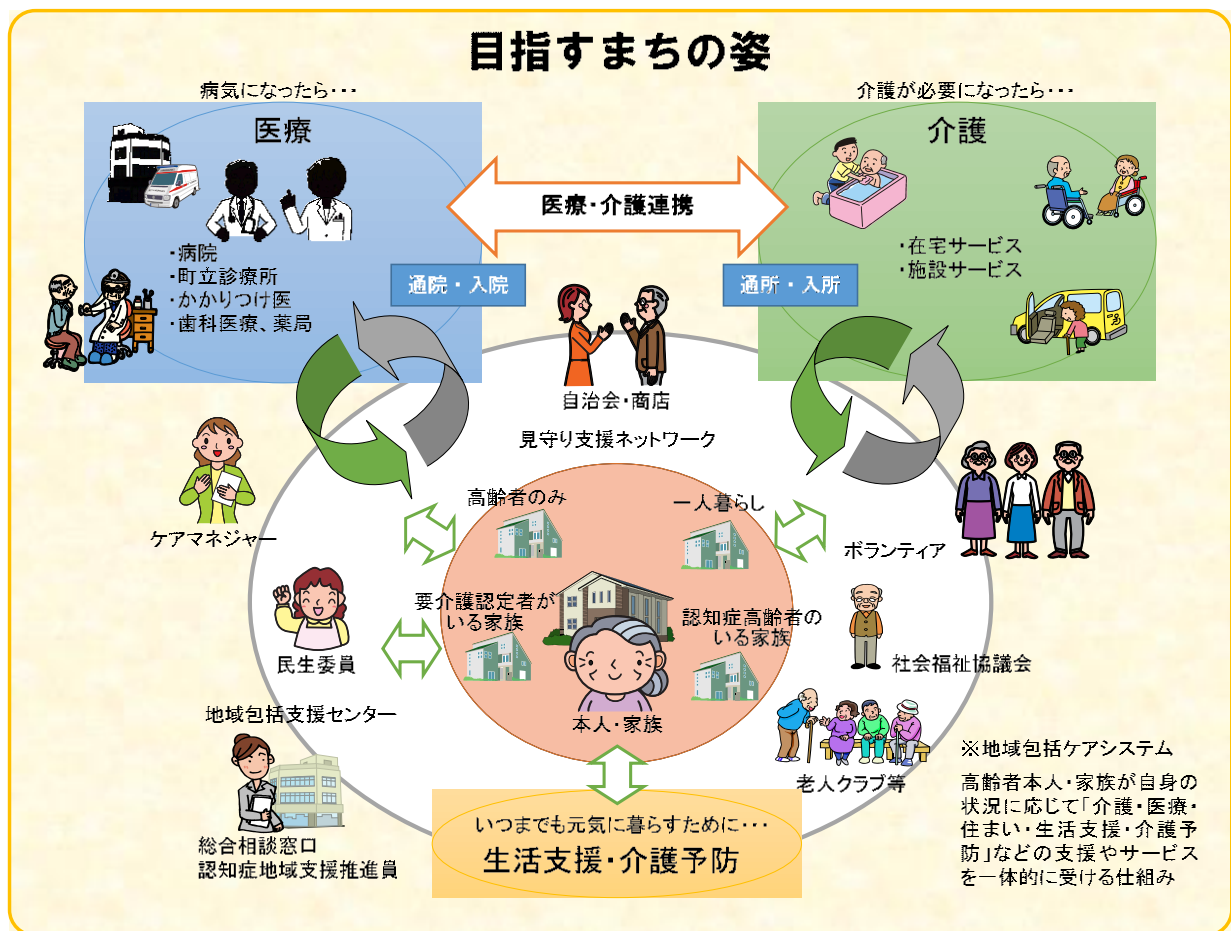 目指すまちの姿
病気になったら・・・
医療
・病院
・町立診療所
・かかりつけ医
・歯科医療、薬局
介護が必要になったら・・・
介護
・在宅サービス
・施設サービス
医療・介護連携
通院・入院
通所・入所
自治会・商店
見守り支援ネットワーク
ケアマネジャー
高齢者のみ
一人暮らし
ボランティア
要介護認定者が
いる家族
認知症高齢者の
いる家族
民生委員
社会福祉協議会
本人・家族
地域包括支援センター
総合相談窓口
認知症地域支援推進員
老人クラブ等
いつまでも元気に暮らすために・・・
生活支援・介護予防
※地域包括ケアシステム
高齢者本人・家族が自身の
状況に応じて「介護・医療・
住まい・生活支援・介護予
防」などの支援やサービス
を一体的に受ける仕組み